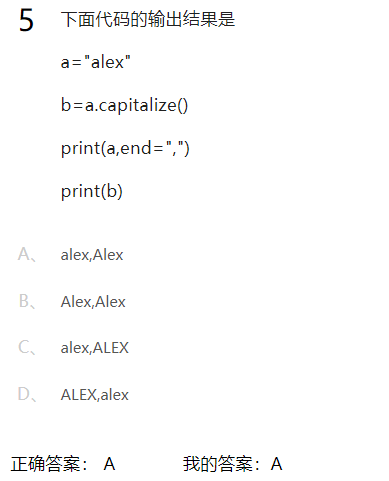 5 下面代码的输出结果是
a="alex"
b=a.capitalize()
print(a,end=",")
print(b)
A、 alex,Alex
B、 Alex,Alex
C、 alex,ALEX
D、 ALEX,alex
正确答案： A 我的答案：A